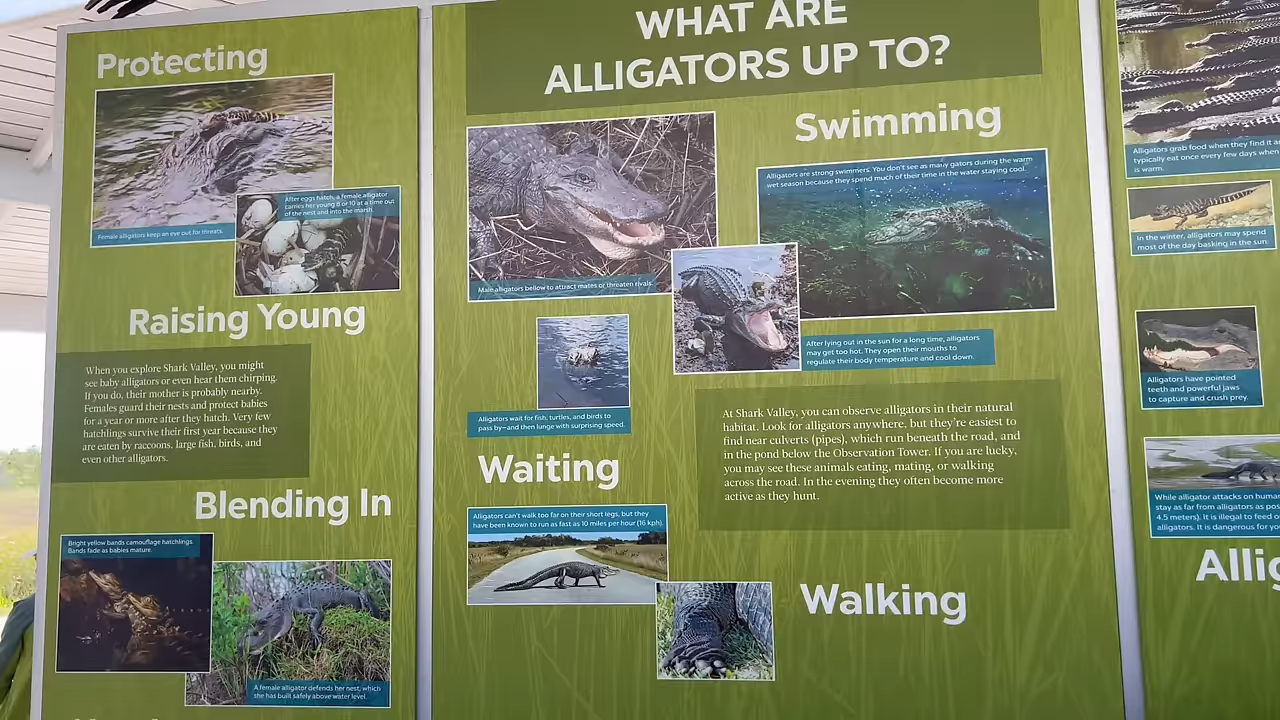 Protecting
Female alligators keep an eye out for threats.
After eggs hatch, a female alligator
carries her young 8 or 10 at a time out
of the nest and into the marsh.
Raising Young
When you explore Shark Valley, you might
see baby alligators or even hear them chirping.
If you do, their mother is probably nearby.
Females guard their nests and protect babies
for a year or more after they hatch. Very few
hatchlings survive their first year because they
are eaten by raccoons, large fish, birds, and
even other alligators.
Blending In
Bright yellow bands camouflage hatchlings.
Bands fade as babies mature.
A female alligator defends her nest, which
she has built safely above water level.
WHAT ARE
ALLIGATORS UP TO?
Male alligators bellow to attract mates or threaten rivals.
Swimming
Alligators are strong swimmers. You don't see as many gators during the warm
wet season because they spend much of their time in the water staying cool.
After lying out in the sun for a long time, alligators
may get too hot. They open their mouths to
regulate their body temperature and cool down.
Alligators wait for fish, turtles, and birds to
pass by—and then lunge with surprising speed.
Waiting
At Shark Valley, you can observe alligators in their natural
habitat. Look for alligators anywhere, but they're easiest to
find near culverts (pipes), which run beneath the road, and
in the pond below the Observation Tower. If you are lucky,
you may see these animals eating, mating, or walking
across the road. In the evening they often become more
active as they hunt.
Alligators can't walk too far on their short legs, but they
have been known to run as fast as 10 miles per hour (16 kph).
Walking
Alligators grab food when they find it
typically eat once every few days when
is warm.
In the winter, alligators may spend
most of the day basking in the sun.
Alligators have pointed
teeth and powerful jaws
to capture and crush prey.
While alligator attacks on
stay as far from alligators as
4.5 meters). It is illegal to feed
alligators. It is dangerous for